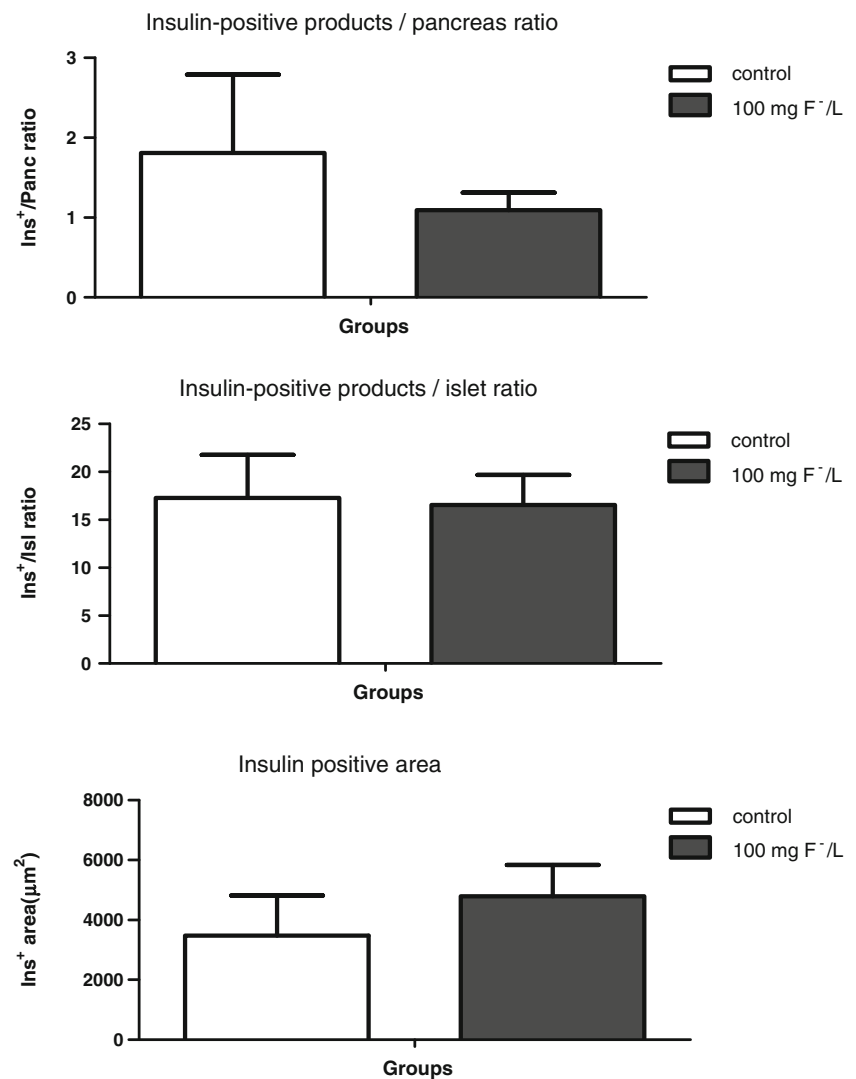 Insulin-positive products / pancreas ratio
3
2
1
0
Ins⁺/Panc ratio
Groups
control
100 mg F⁻/L
Insulin-positive products / islet ratio
25
20
15
10
5
0
Ins⁺/Isl ratio
Groups
control
100 mg F⁻/L
Insulin positive area
8000
6000
4000
2000
0
Ins⁺ area(μm²)
Groups
control
100 mg F⁻/L